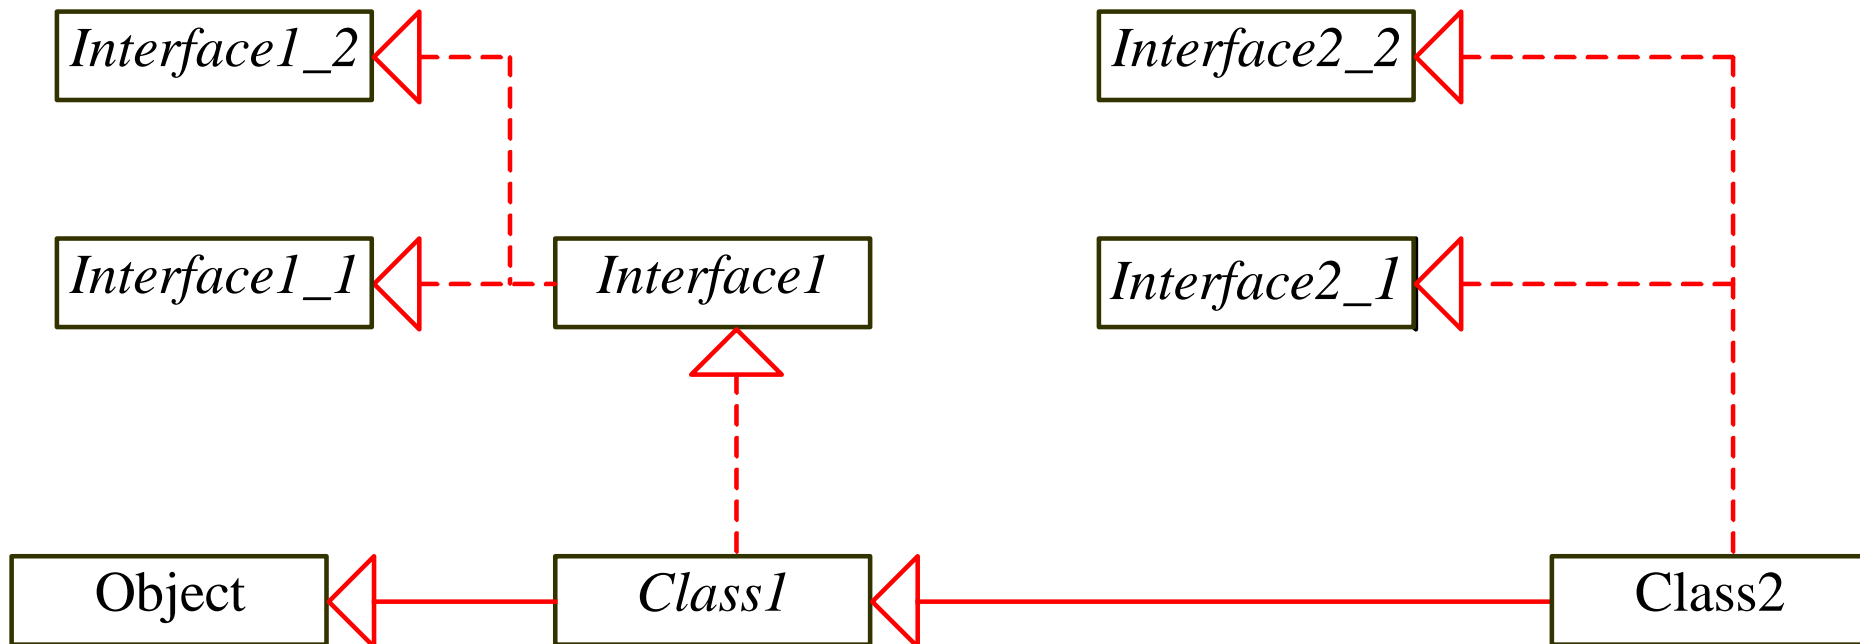 Interface1_2
Interface2_2
Interface1_1
Interface1
Interface2_1
Object
Class1
Class2